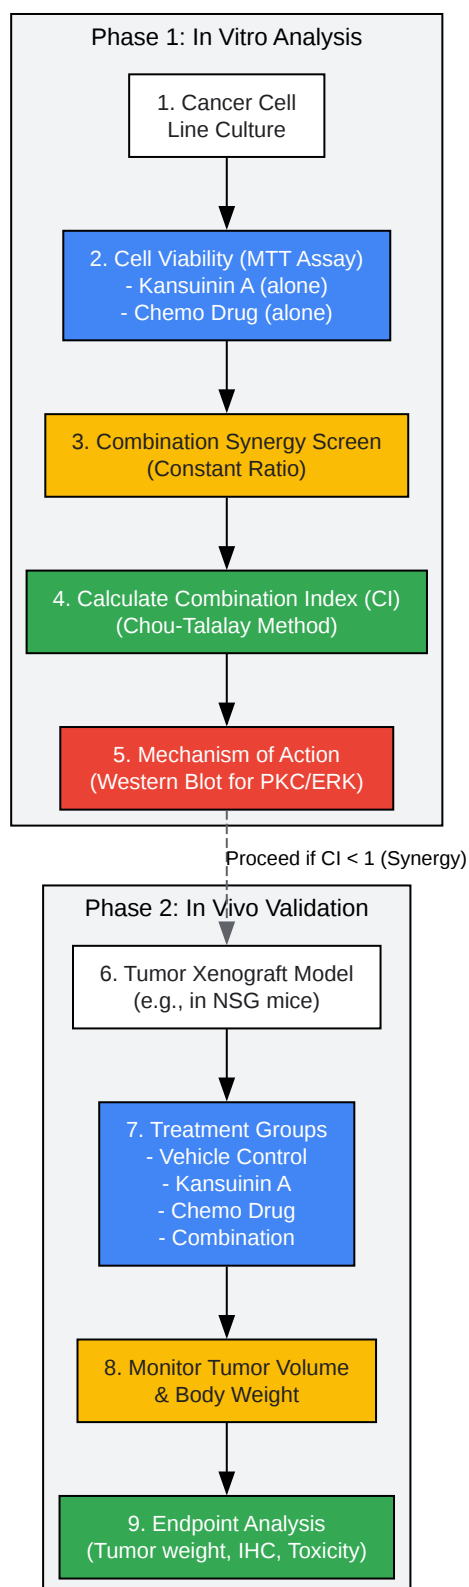 Phase 1: In Vitro Analysis
1. Cancer Cell
Line Culture
2. Cell Viability (MTT Assay)
- Kansuinin A (alone)
- Chemo Drug (alone)
3. Combination Synergy Screen
(Constant Ratio)
4. Calculate Combination Index (CI)
(Chou-Talalay Method)
5. Mechanism of Action
(Western Blot for PKC/ERK)
Proceed if CI < 1 (Synergy)
Phase 2: In Vivo Validation
6. Tumor Xenograft Model
(e.g., in NSG mice)
7. Treatment Groups
- Vehicle Control
- Kansuinin A
- Chemo Drug
- Combination
8. Monitor Tumor Volume
& Body Weight
9. Endpoint Analysis
(Tumor weight, IHC, Toxicity)